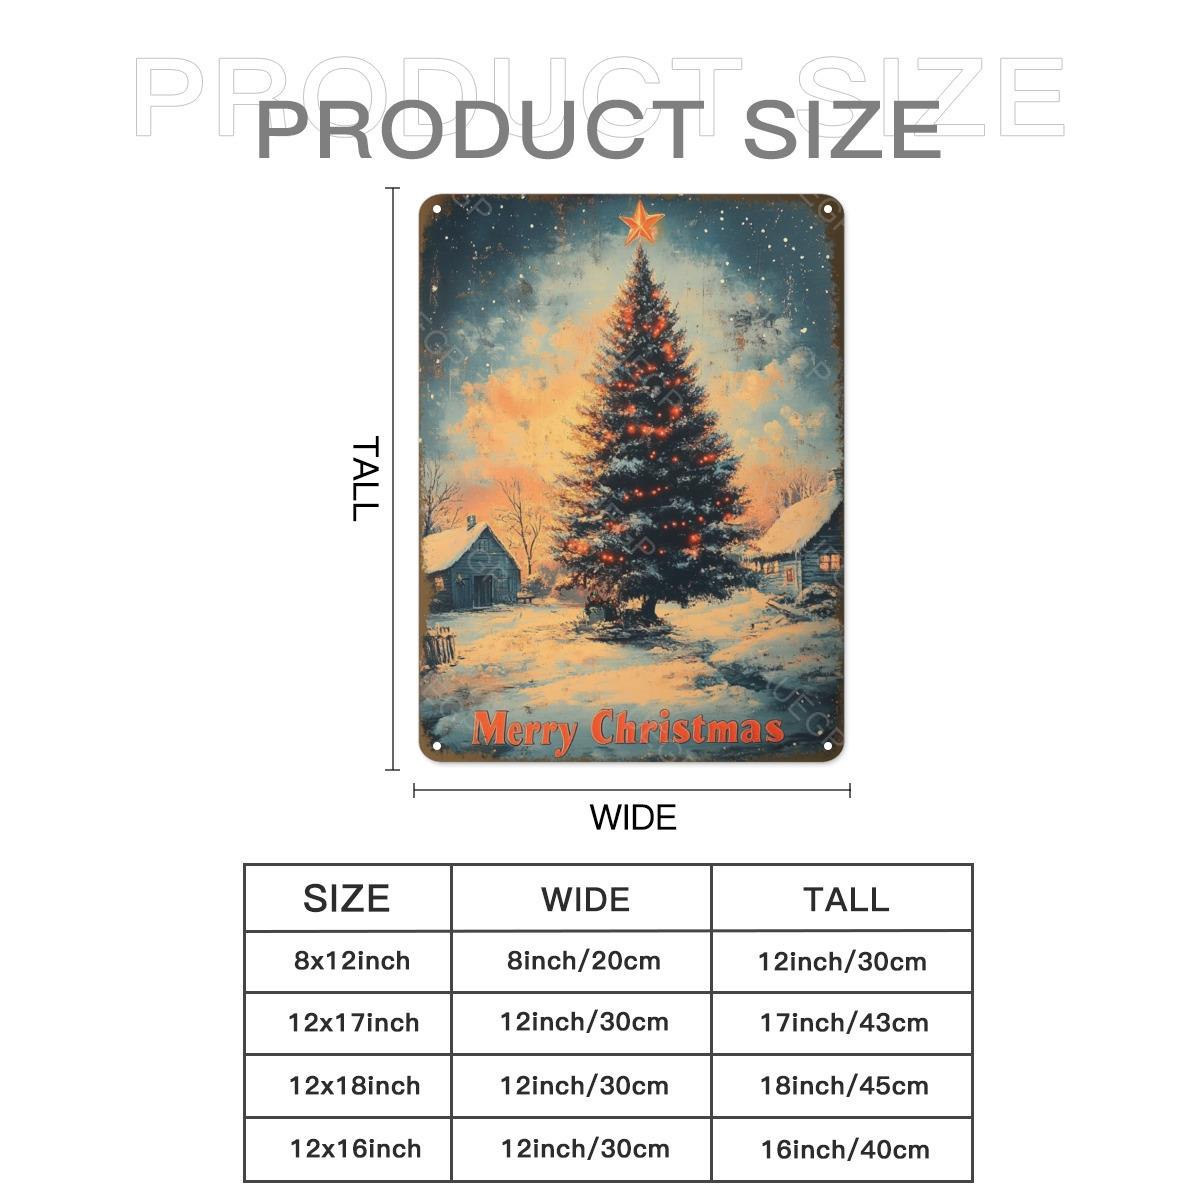 PRODUCT SIZE
PRODUCT SIZE
TALL
Merry Christmas
WIDE
SIZE WIDE TALL
8x12inch 8inch/20cm 12inch/30cm
12x17inch 12inch/30cm 17inch/43cm
12x18inch 12inch/30cm 18inch/45cm
12x16inch 12inch/30cm 16inch/40cm